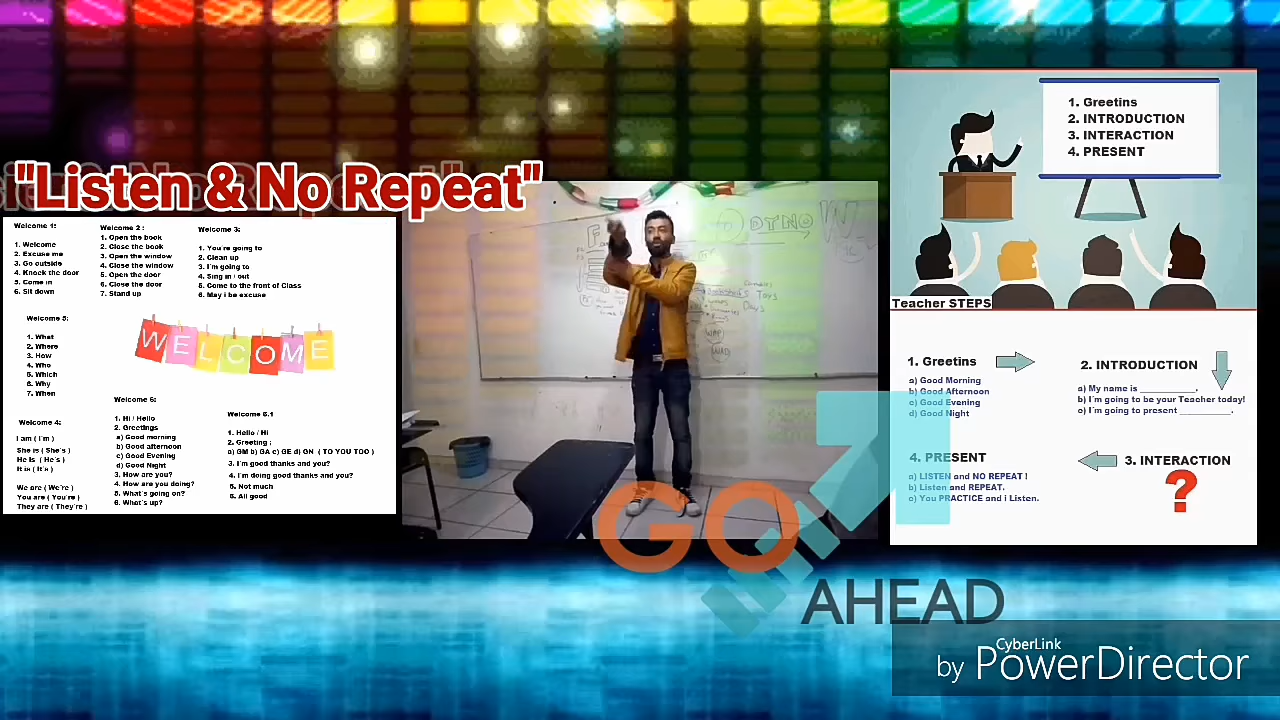 "Listen & No Repeat"
Welcome 1:
1. Welcome
2. Excuse me
3. Go outside
4. Knock the door
5. Come in
6. Sit down
Welcome 2 :
1. Open the book
2. Close the book
3. Open the window
4. Close the window
5. Open the door
6. Close the door
7. Stand up
Welcome 3:
1. You're going to
2. Clean up
3. I'm going to
4. Sing in / out
5. Come to the front of Class
6. May i be excuse
Welcome 5:
1. What
2. Where
3. How
4. Who
5. Which
6. Why
7. When
WELCOME
Welcome 4:
I am ( I'm )
She is ( She's )
He is ( He's )
It is ( It's )
We are ( We're )
You are ( You're )
They are ( They're )
Welcome 6:
1. Hi / Hello
2. Greetings
a) Good morning
b) Good afternoon
c) Good Evening
d) Good Night
3. How are you?
4. How are you doing?
5. What's going on?
6. What's up?
Welcome 6.1
1. Hello / Hi
2. Greeting :
a) GM b) GA c) GE d) GN ( TO YOU TOO )
3. I'm good thanks and you?
4. I'm doing good thanks and you?
5. Not much
6. All good
DTNO
Toys
Days
WAP
WAD
1. Greetins
2. INTRODUCTION
3. INTERACTION
4. PRESENT
Teacher STEPS
1. Greetins
a) Good Morning
b) Good Afternoon
c) Good Evening
d) Good Night
2. INTRODUCTION
a) My name is __________.
b) I´m going to be your Teacher today!
c) I´m going to present __________.
4. PRESENT
a) LISTEN and NO REPEAT !
b) Listen and REPEAT.
c) You PRACTICE and i Listen.
3. INTERACTION
?
GO
AHEAD
CyberLink
by PowerDirector